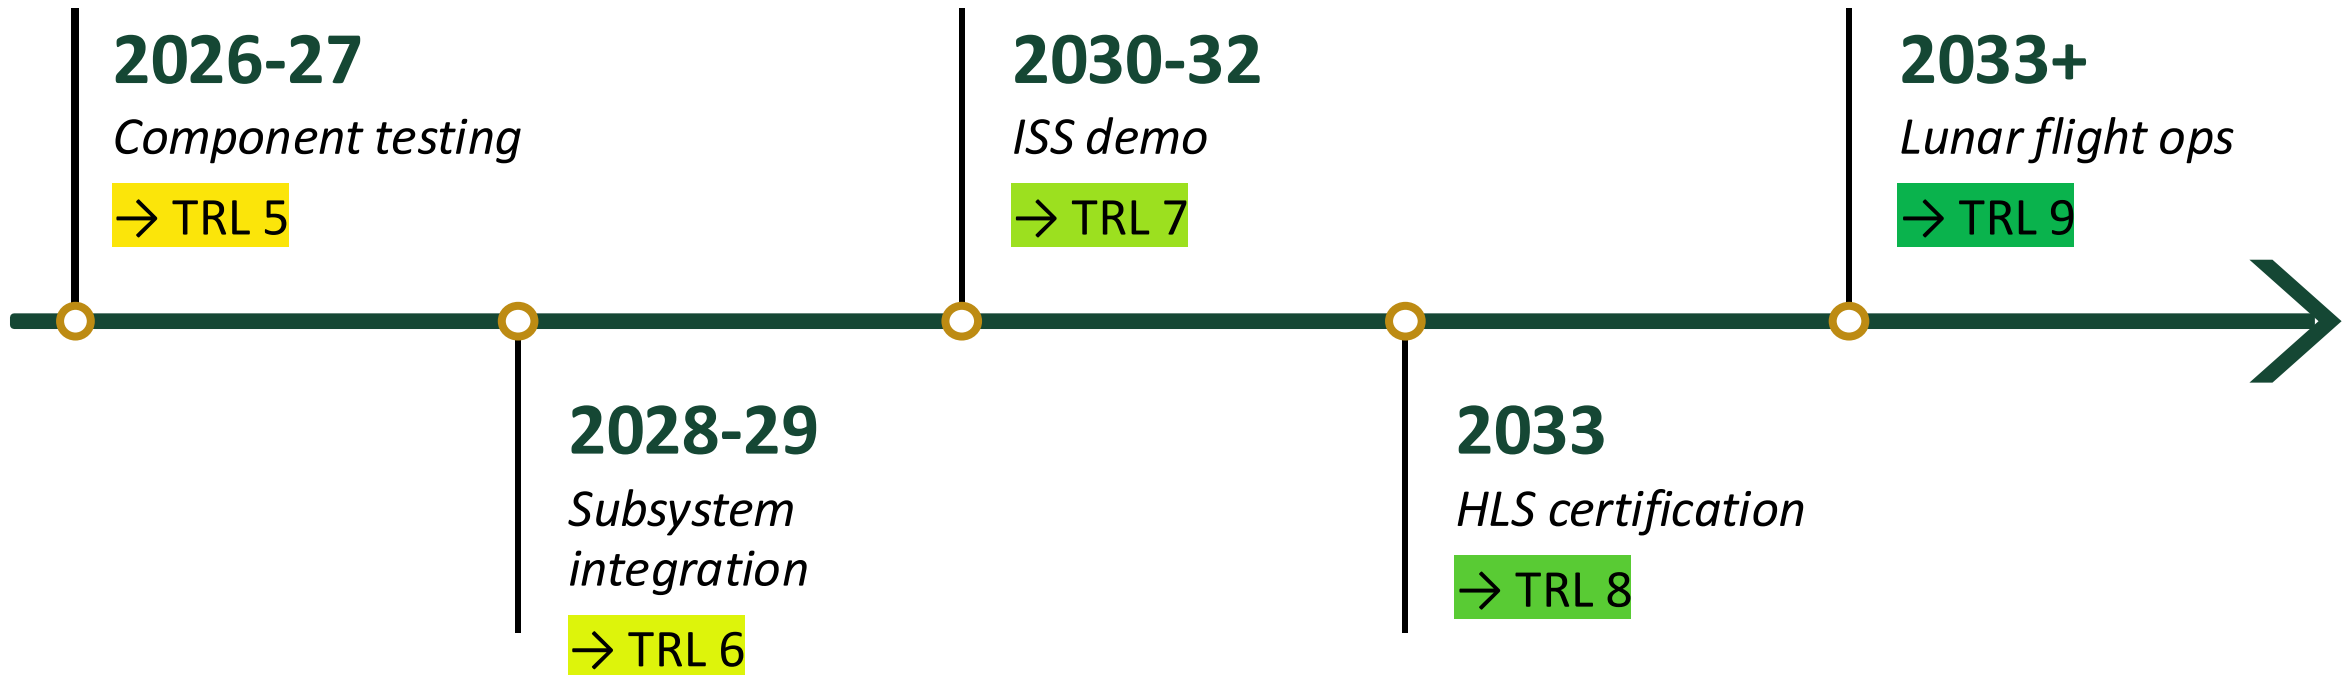 2026-27
Component testing
→ TRL 5
2028-29
Subsystem
integration
→ TRL 6
2030-32
ISS demo
→ TRL 7
2033
HLS certification
→ TRL 8
2033+
Lunar flight ops
→ TRL 9